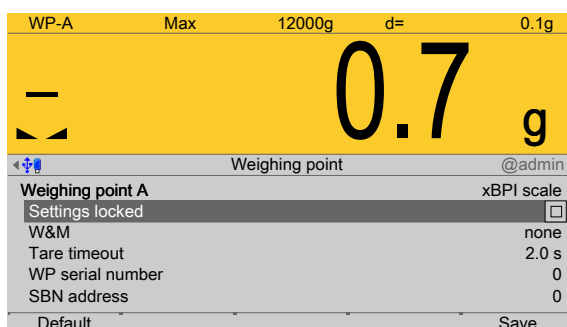 WP-A Max 12000g d= 0.1g
– 0.7 g
Weighing point @admin
Weighing point A xBPI scale
Settings locked
W&M none
Tare timeout 2.0 s
WP serial number 0
SBN address 0
Default Save